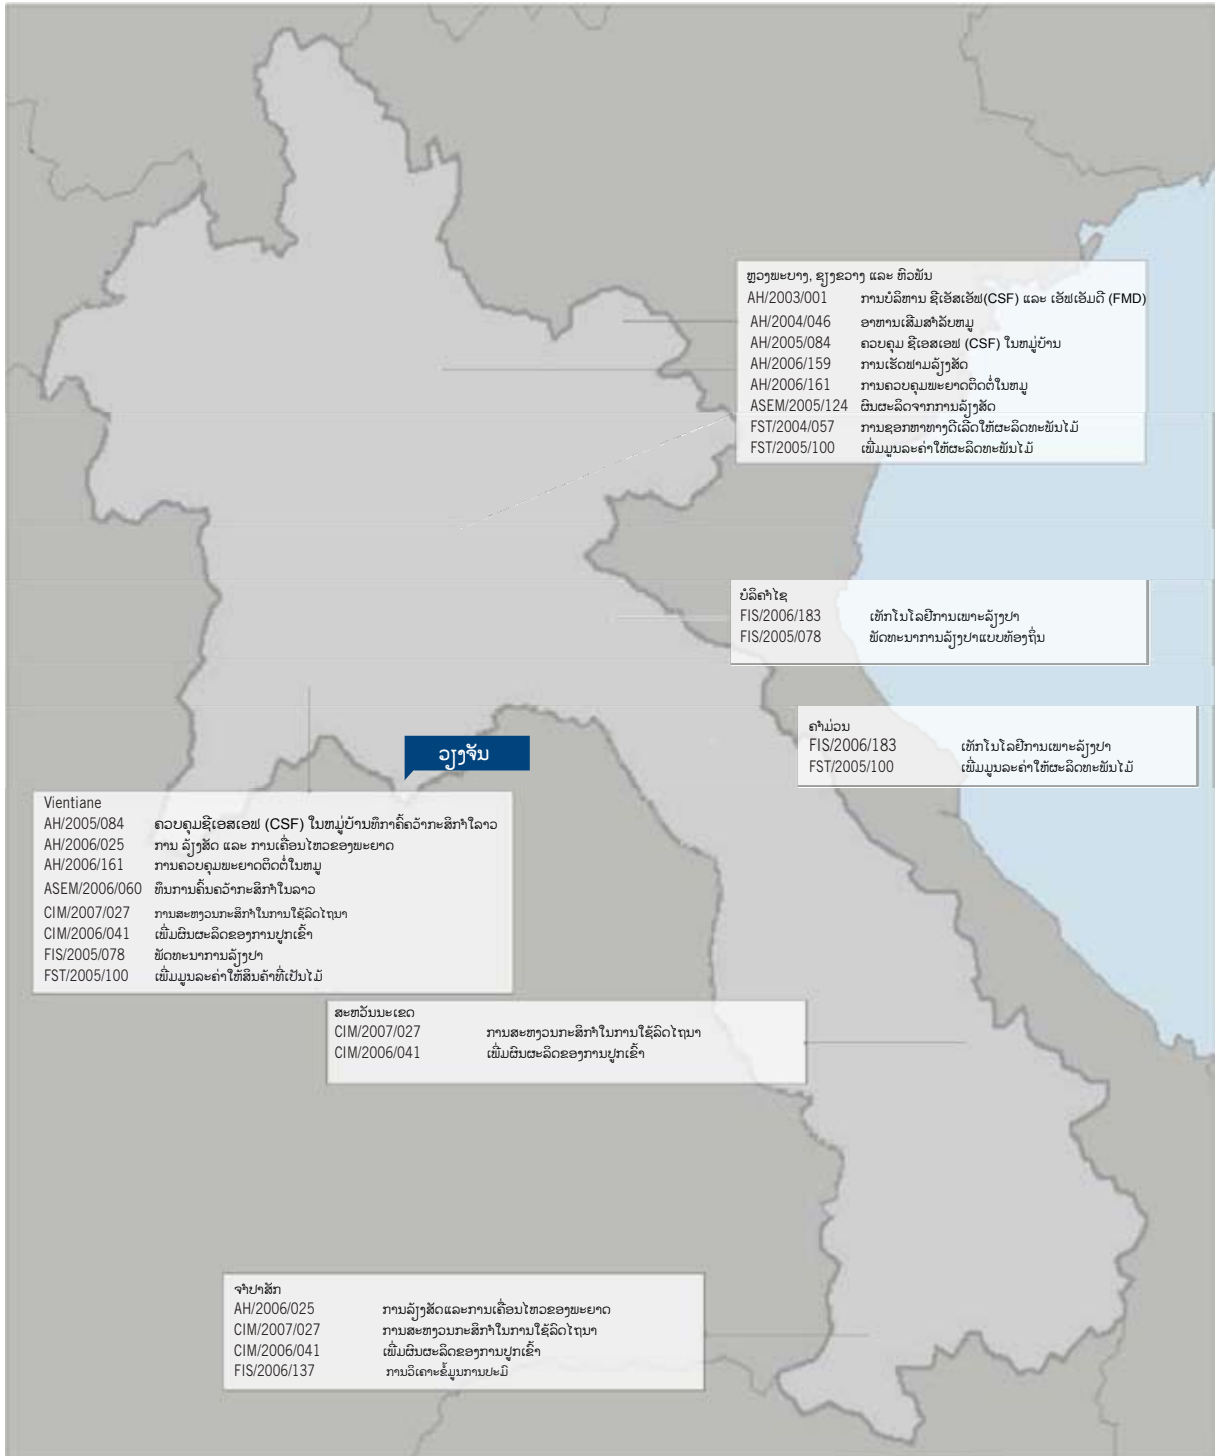 ຫຼວງພະບາງ, ຊຽງຂວາງ ແລະ ຫົວພັນ
AH/2003/001 ການບໍລິຫານ ຊີເອັສເອັຟ(CSF) ແລະ ເອັຟເອັມດີ (FMD)
AH/2004/046 ອາຫານເສີມສຳລັບຫມູ
AH/2005/084 ຄວບຄຸມ ຊີເອສເອຟ (CSF) ໃນຫມູ່ບ້ານ
AH/2006/159 ການເຮັດຟາມລ້ຽງສັດ
AH/2006/161 ການຄວບຄຸມພະຍາດຕິດຕໍ່ໃນຫມູ
ASEM/2005/124 ຜົນຜະລິດຈາກການລ້ຽງສັດ
FST/2004/057 ການຊອກຫາທາງດີເລີດໃຫ້ຜະລິດທະພັນໄມ້
FST/2005/100 ເພີ່ມມູນລະຄ່າໃຫ້ຜະລິດທະພັນໄມ້
ບໍລິຄຳໄຊ
FIS/2006/183 ເທັກໂນໂລຢີການເພາະລ້ຽງປາ
FIS/2005/078 ພັດທະນາການລ້ຽງປາແບບທ້ອງຖິ່ນ
ຄຳມ່ວນ
FIS/2006/183 ເທັກໂນໂລຢີການເພາະລ້ຽງປາ
FST/2005/100 ເພີ່ມມູນລະຄ່າໃຫ້ຜະລິດທະພັນໄມ້
ວຽງຈັນ
Vientiane
AH/2005/084 ຄວບຄຸມຊີເອສເອຟ (CSF) ໃນຫມູ່ບ້ານທຶກາຄົ້ຄວ້າກະສິກຳໃລາວ
AH/2006/025 ການ ລ້ຽງສັດ ແລະ ການເຄື່ອນໄຫວຂອງພະຍາດ
AH/2006/161 ການຄວບຄຸມພະຍາດຕິດຕໍ່ໃນຫມູ
ASEM/2006/060 ທຶນການຄົ້ນຄວ້າກະສິກຳໃນລາວ
CIM/2007/027 ການສະຫງວນກະສິກຳໃນການໃຊ້ລົດໄຖນາ
CIM/2006/041 ເພີ່ມຜົນຜະລິດຂອງການປູກເຂົ້າ
FIS/2005/078 ພັດທະນາການລ້ຽງປາ
FST/2005/100 ເພີ່ມມູນລະຄ່າໃຫ້ສິນຄ້າທີ່ເປັນໄມ້
ສະຫວັນນະເຂດ
CIM/2007/027 ການສະຫງວນກະສິກຳໃນການໃຊ້ລົດໄຖນາ
CIM/2006/041 ເພີ່ມຜົນຜະລິດຂອງການປູກເຂົ້າ
ຈຳປາສັກ
AH/2006/025 ການລ້ຽງສັດແລະການເຄື່ອນໄຫວຂອງພະຍາດ
CIM/2007/027 ການສະຫງວນກະສິກຳໃນການໃຊ້ລົດໄຖນາ
CIM/2006/041 ເພີ່ມຜົນຜະລິດຂອງການປູກເຂົ້າ
FIS/2006/137 ການວິເຄາະຂໍ້ມູນການປະມົ